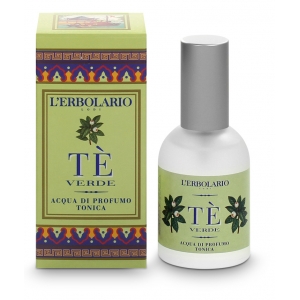 L'ERBOLARIO
LODI
TÈ
VERDE
ACQUA DI PROFUMO
TONICA
L'ERBOLARIO
TÈ
VERDE
ACQUA DI PROFUMO
TONICA